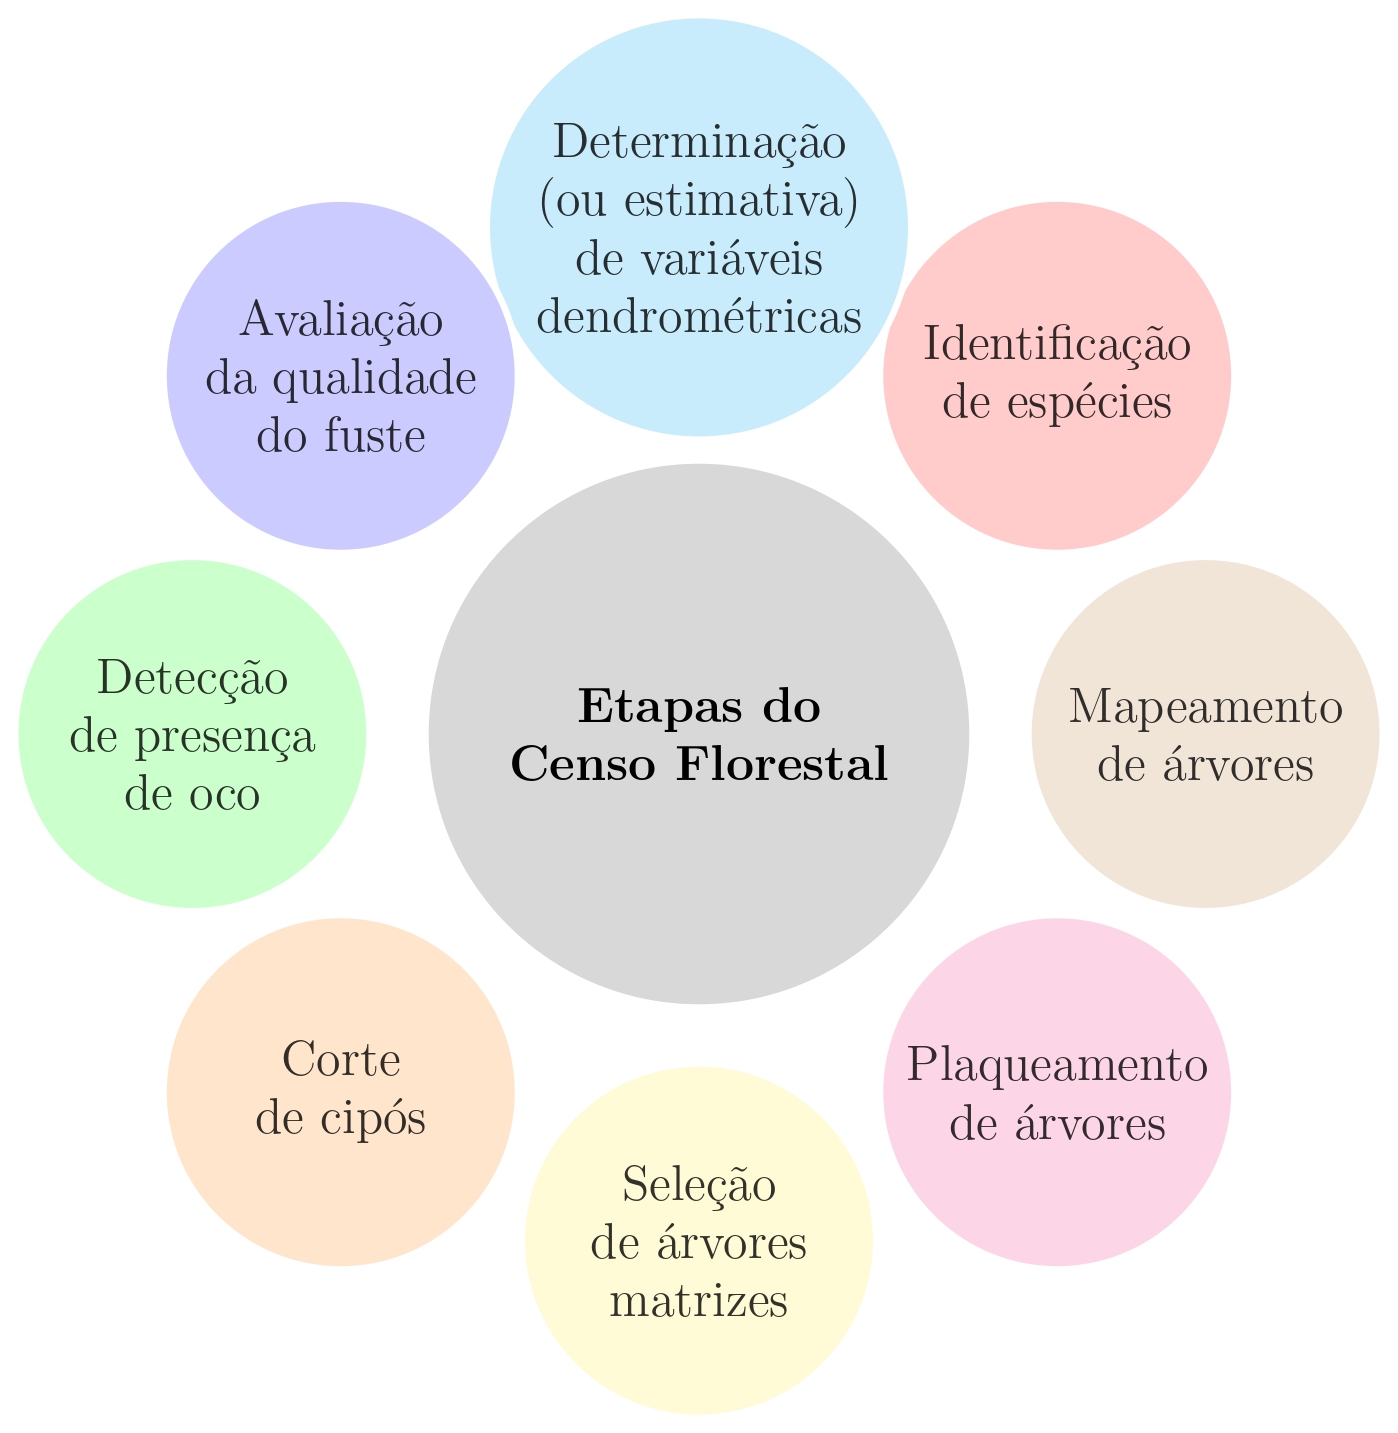 Determinação
(ou estimativa)
de variáveis
dendrométricas
Identificação
de espécies
Mapeamento
de árvores
Plaqueamento
de árvores
Seleção
de árvores
matrizes
Corte
de cipós
Detecção
de presença
de oco
Avaliação
da qualidade
do fuste
Etapas do
Censo Florestal